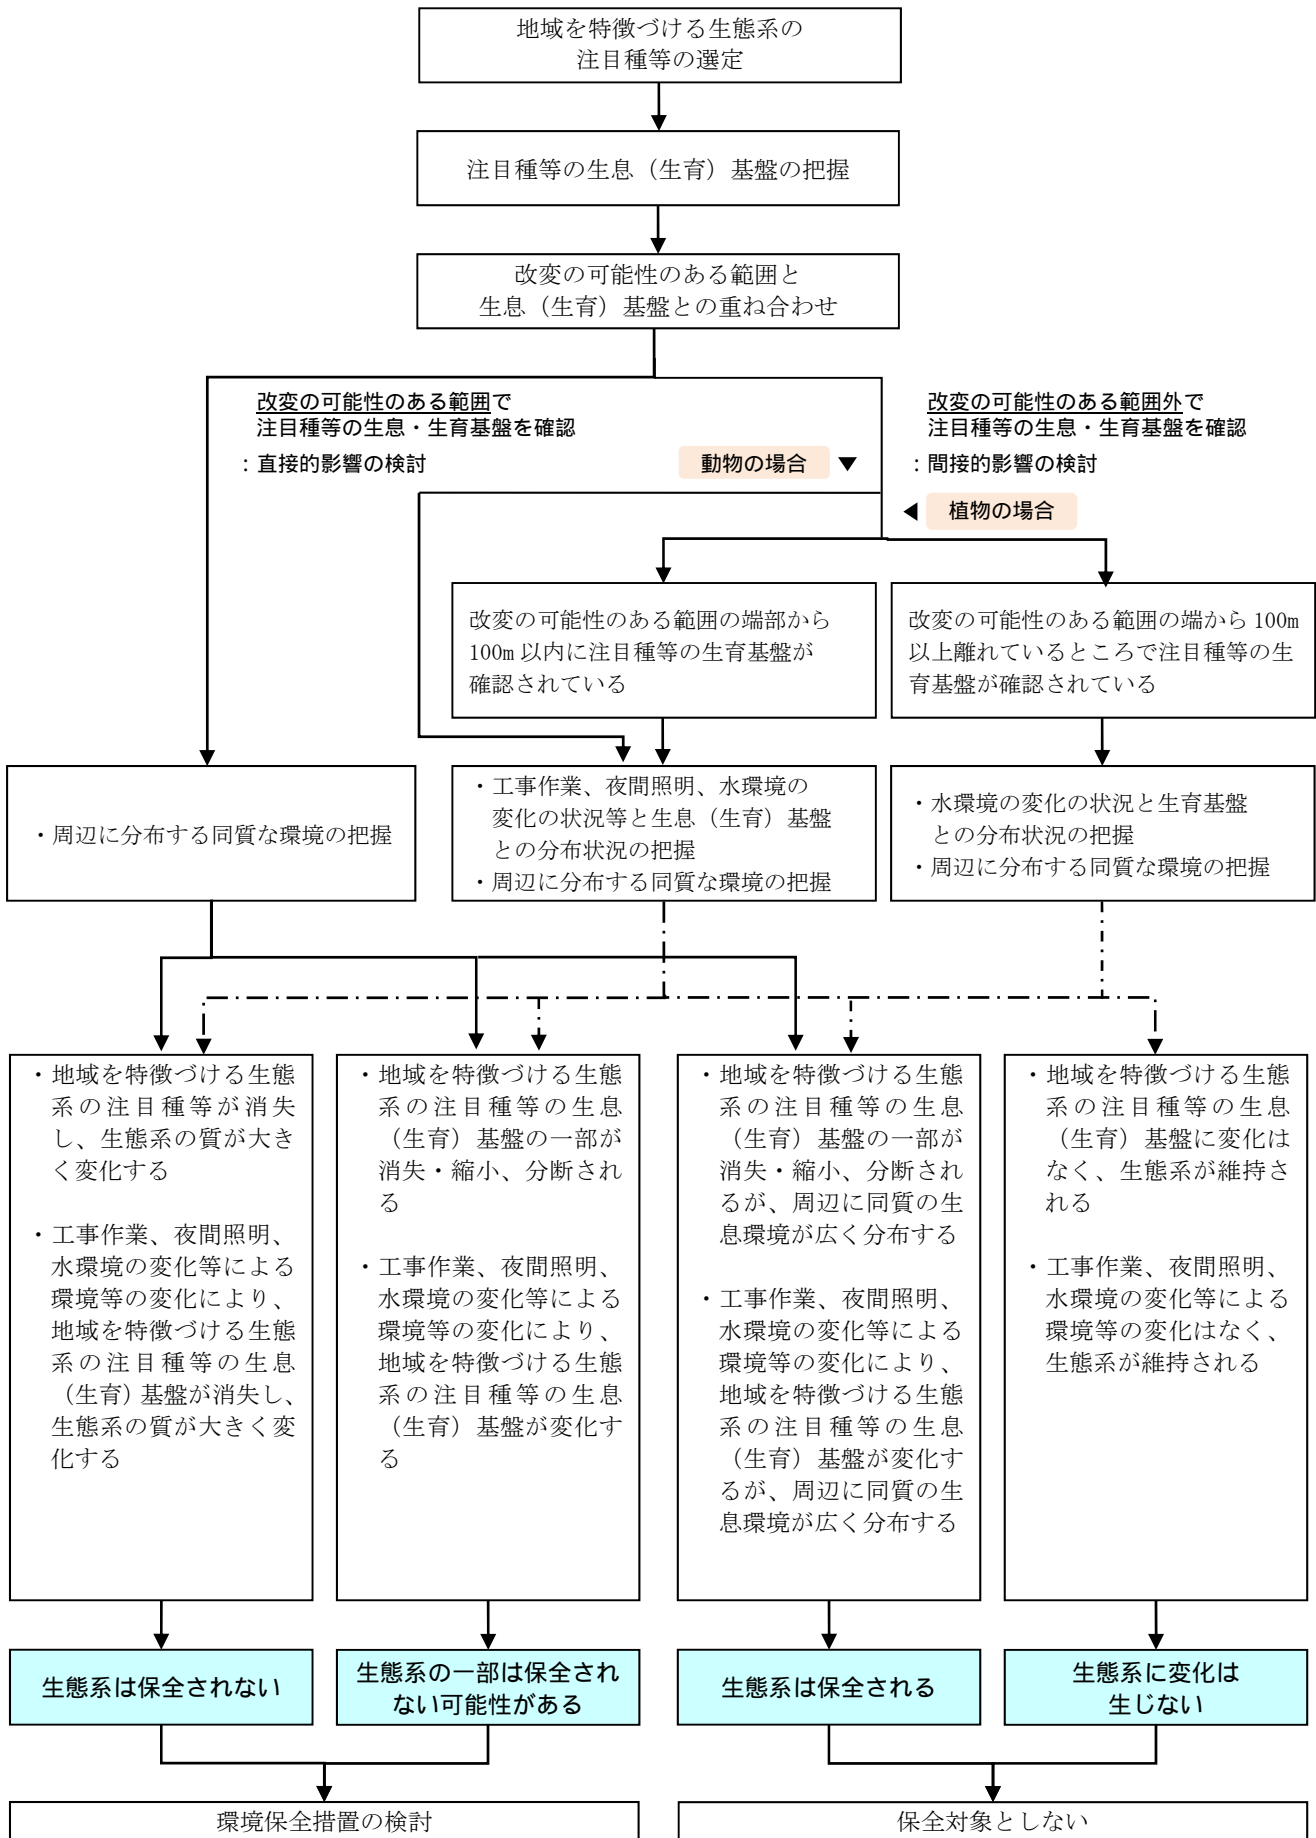 地域を特徴づける生態系の
注目種等の選定
注目種等の生息（生育）基盤の把握
改変の可能性のある範囲と
生息（生育）基盤との重ね合わせ
改変の可能性のある範囲で
注目種等の生息・生育基盤を確認
：直接的影響の検討
動物の場合 ▼
改変の可能性のある範囲外で
注目種等の生息・生育基盤を確認
：間接的影響の検討
◀ 植物の場合
改変の可能性のある範囲の端部から
100m 以内に注目種等の生育基盤が
確認されている
改変の可能性のある範囲の端から 100m
以上離れているところで注目種等の生
育基盤が確認されている
・周辺に分布する同質な環境の把握
・工事作業、夜間照明、水環境の
変化の状況等と生息（生育）基盤
との分布状況の把握
・周辺に分布する同質な環境の把握
・水環境の変化の状況と生育基盤
との分布状況の把握
・周辺に分布する同質な環境の把握
・地域を特徴づける生態
系の注目種等が消失
し、生態系の質が大き
く変化する
・工事作業、夜間照明、
水環境の変化等による
環境等の変化により、
地域を特徴づける生態
系の注目種等の生息
（生育）基盤が消失し、
生態系の質が大きく変
化する
・地域を特徴づける生態
系の注目種等の生息
（生育）基盤の一部が
消失・縮小、分断され
る
・工事作業、夜間照明、
水環境の変化等による
環境等の変化により、
地域を特徴づける生態
系の注目種等の生息
（生育）基盤が変化す
る
・地域を特徴づける生態
系の注目種等の生息
（生育）基盤の一部が
消失・縮小、分断され
るが、周辺に同質の生
息環境が広く分布する
・工事作業、夜間照明、
水環境の変化等による
環境等の変化により、
地域を特徴づける生態
系の注目種等の生息
（生育）基盤が変化す
るが、周辺に同質の生
息環境が広く分布する
・地域を特徴づける生態
系の注目種等の生息
（生育）基盤に変化は
なく、生態系が維持さ
れる
・工事作業、夜間照明、
水環境の変化等による
環境等の変化はなく、
生態系が維持される
生態系は保全されない
生態系の一部は保全され
ない可能性がある
生態系は保全される
生態系に変化は
生じない
環境保全措置の検討
保全対象としない